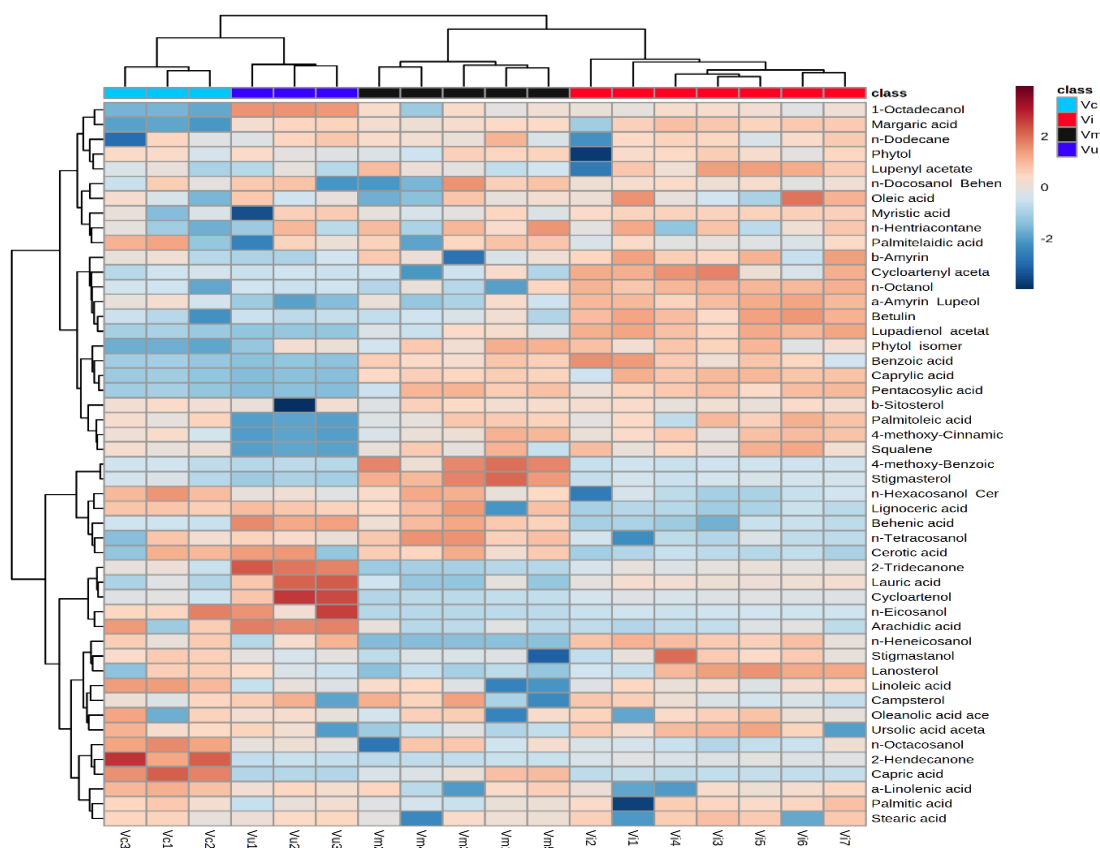 class
1-Octadecanol
Margaric acid
n-Dodecane
Phytol
Lupenyl acetate
n-Docosanol Behen
Oleic acid
Myristic acid
n-Hentriacontane
Palmitelaidic acid
b-Amyrin
Cycloartenyl aceta
n-Octanol
a-Amyrin Lupeol
Betulin
Lupadienol acetat
Phytol isomer
Benzoic acid
Caprylic acid
Pentacosylic acid
b-Sitosterol
Palmitoleic acid
4-methoxy-Cinnamic
Squalene
4-methoxy-Benzoic
Stigmasterol
n-Hexacosanol Cer
Lignoceric acid
Behenic acid
n-Tetracosanol
Cerotic acid
2-Tridecanone
Lauric acid
Cycloartenol
n-Eicosanol
Arachidic acid
n-Heneicosanol
Stigmastanol
Lanosterol
Linoleic acid
Campsterol
Oleanolic acid ace
Ursolic acid aceta
n-Octacosanol
2-Hendecanone
Capric acid
a-Linolenic acid
Palmitic acid
Stearic acid
Vc3
Vc1
Vc2
Vu1
Vu2
Vu3
Vi2
Vi1
Vi4
Vi3
Vi5
Vi6
Vi7
2
0
-2
class
Vc
Vi
Vu